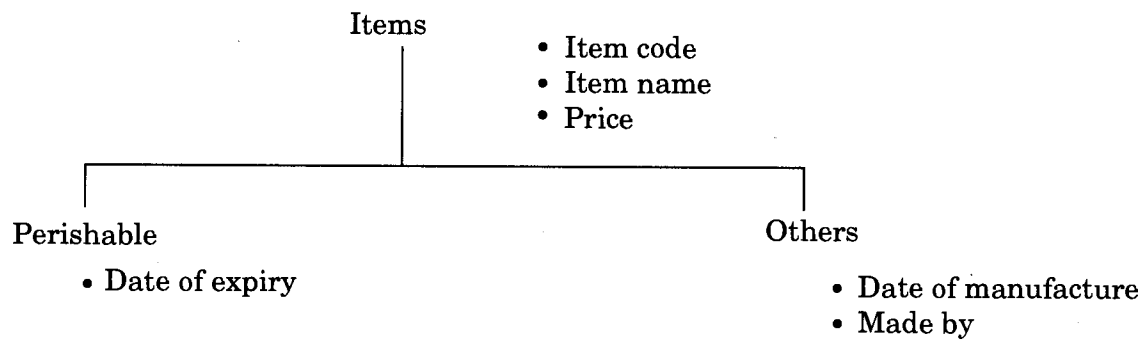 Items
• Item code
• Item name
• Price
Perishable
• Date of expiry
Others
• Date of manufacture
• Made by